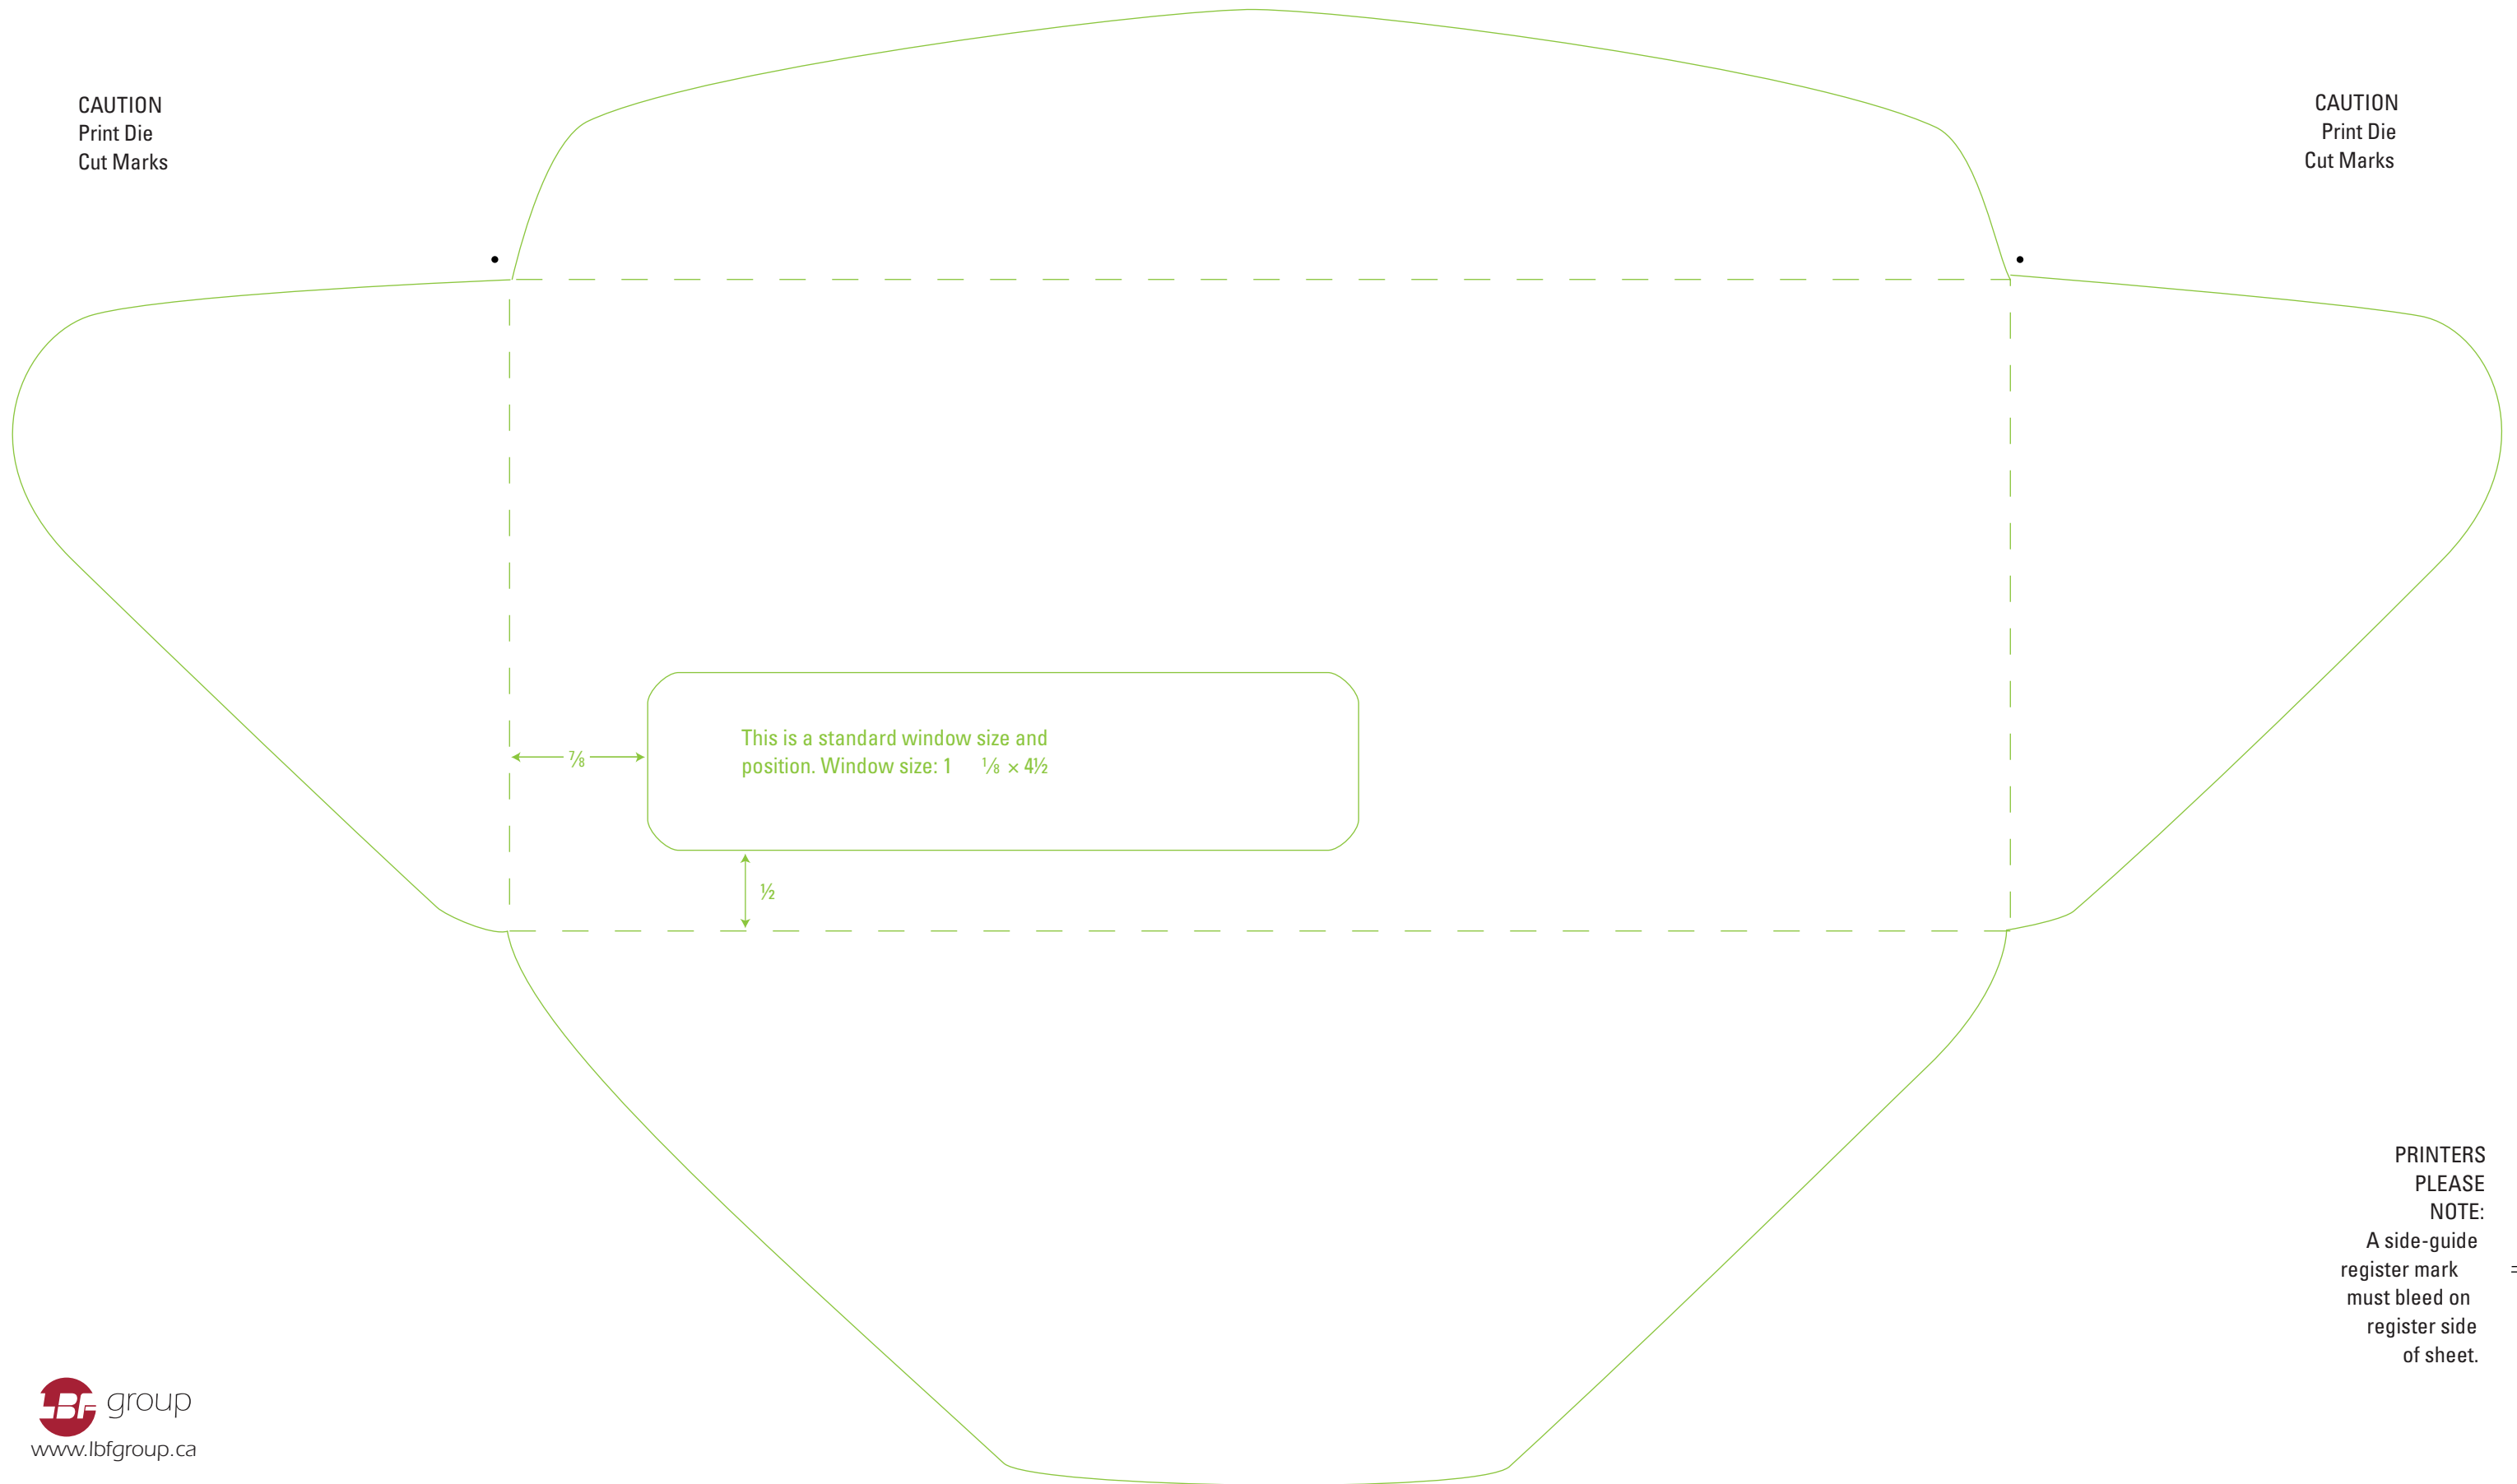 CAUTION
Print Die
Cut Marks
CAUTION
Print Die
Cut Marks
This is a standard window size and
position. Window size: 1 ⅛ × 4½
⅞
½
PRINTERS
PLEASE
NOTE:
A side-guide
register mark
must bleed on
register side
of sheet.
LBF group
www.lbfgroup.ca